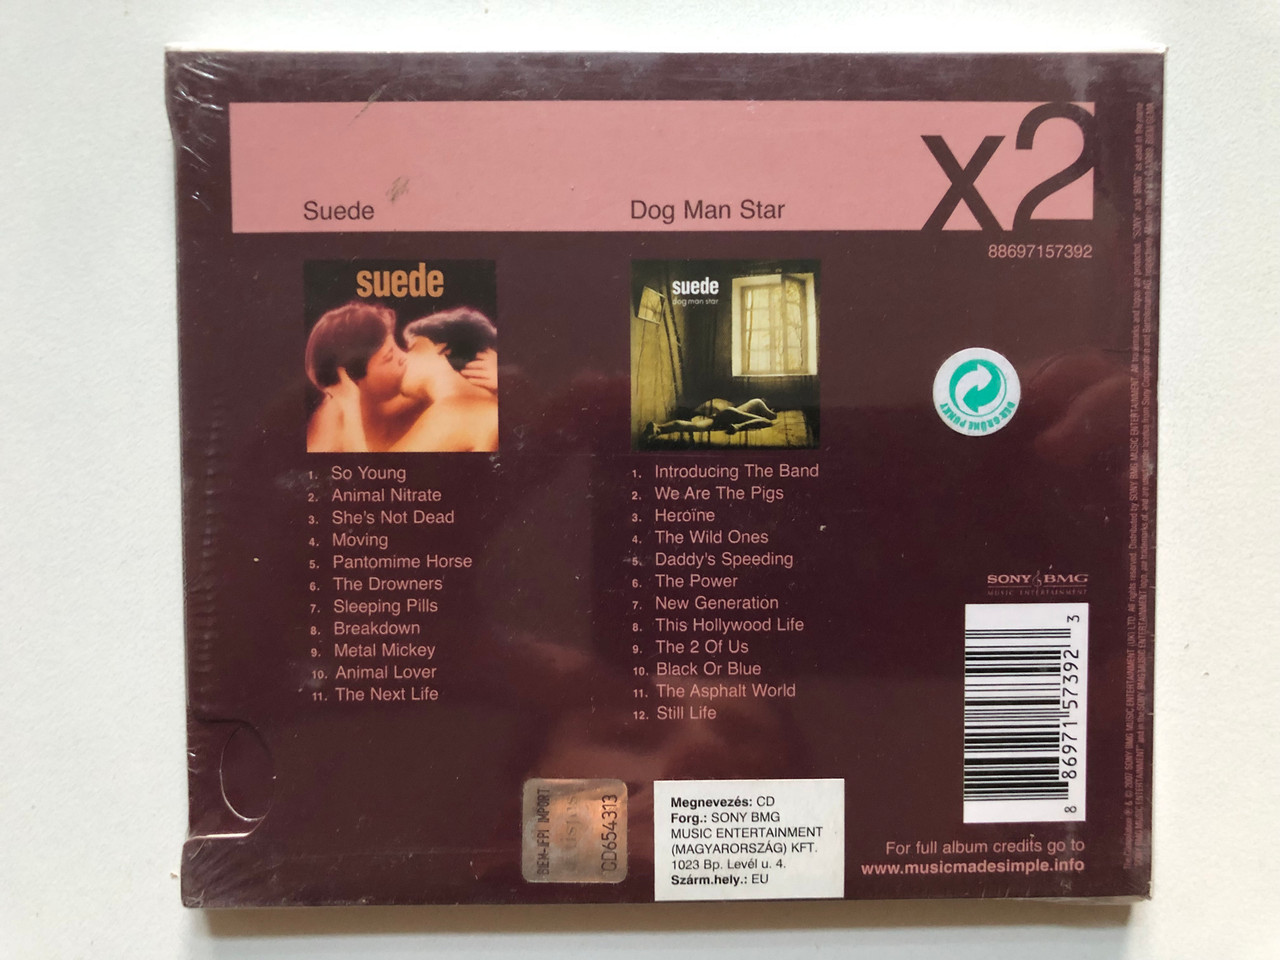 x2
Suede
Dog Man Star
88697157392
suede
1. So Young
2. Animal Nitrate
3. She's Not Dead
4. Moving
5. Pantomime Horse
6. The Drowners
7. Sleeping Pills
8. Breakdown
9. Metal Mickey
10. Animal Lover
11. The Next Life
suede
dog man star
1. Introducing The Band
2. We Are The Pigs
3. Heroïne
4. The Wild Ones
5. Daddy's Speeding
6. The Power
7. New Generation
8. This Hollywood Life
9. The 2 Of Us
10. Black Or Blue
11. The Asphalt World
12. Still Life
DER GRÜNE PUNKT
SONY BMG
MUSIC ENTERTAINMENT
8 86971 57392 3
BIEM-IFPI IMPORT
CD654313
Megnevezés: CD
Forg.: SONY BMG
MUSIC ENTERTAINMENT
(MAGYARORSZÁG) KFT.
1023 Bp. Levél u. 4.
Szárm.hely.: EU
For full album credits go to
www.musicmadesimple.info